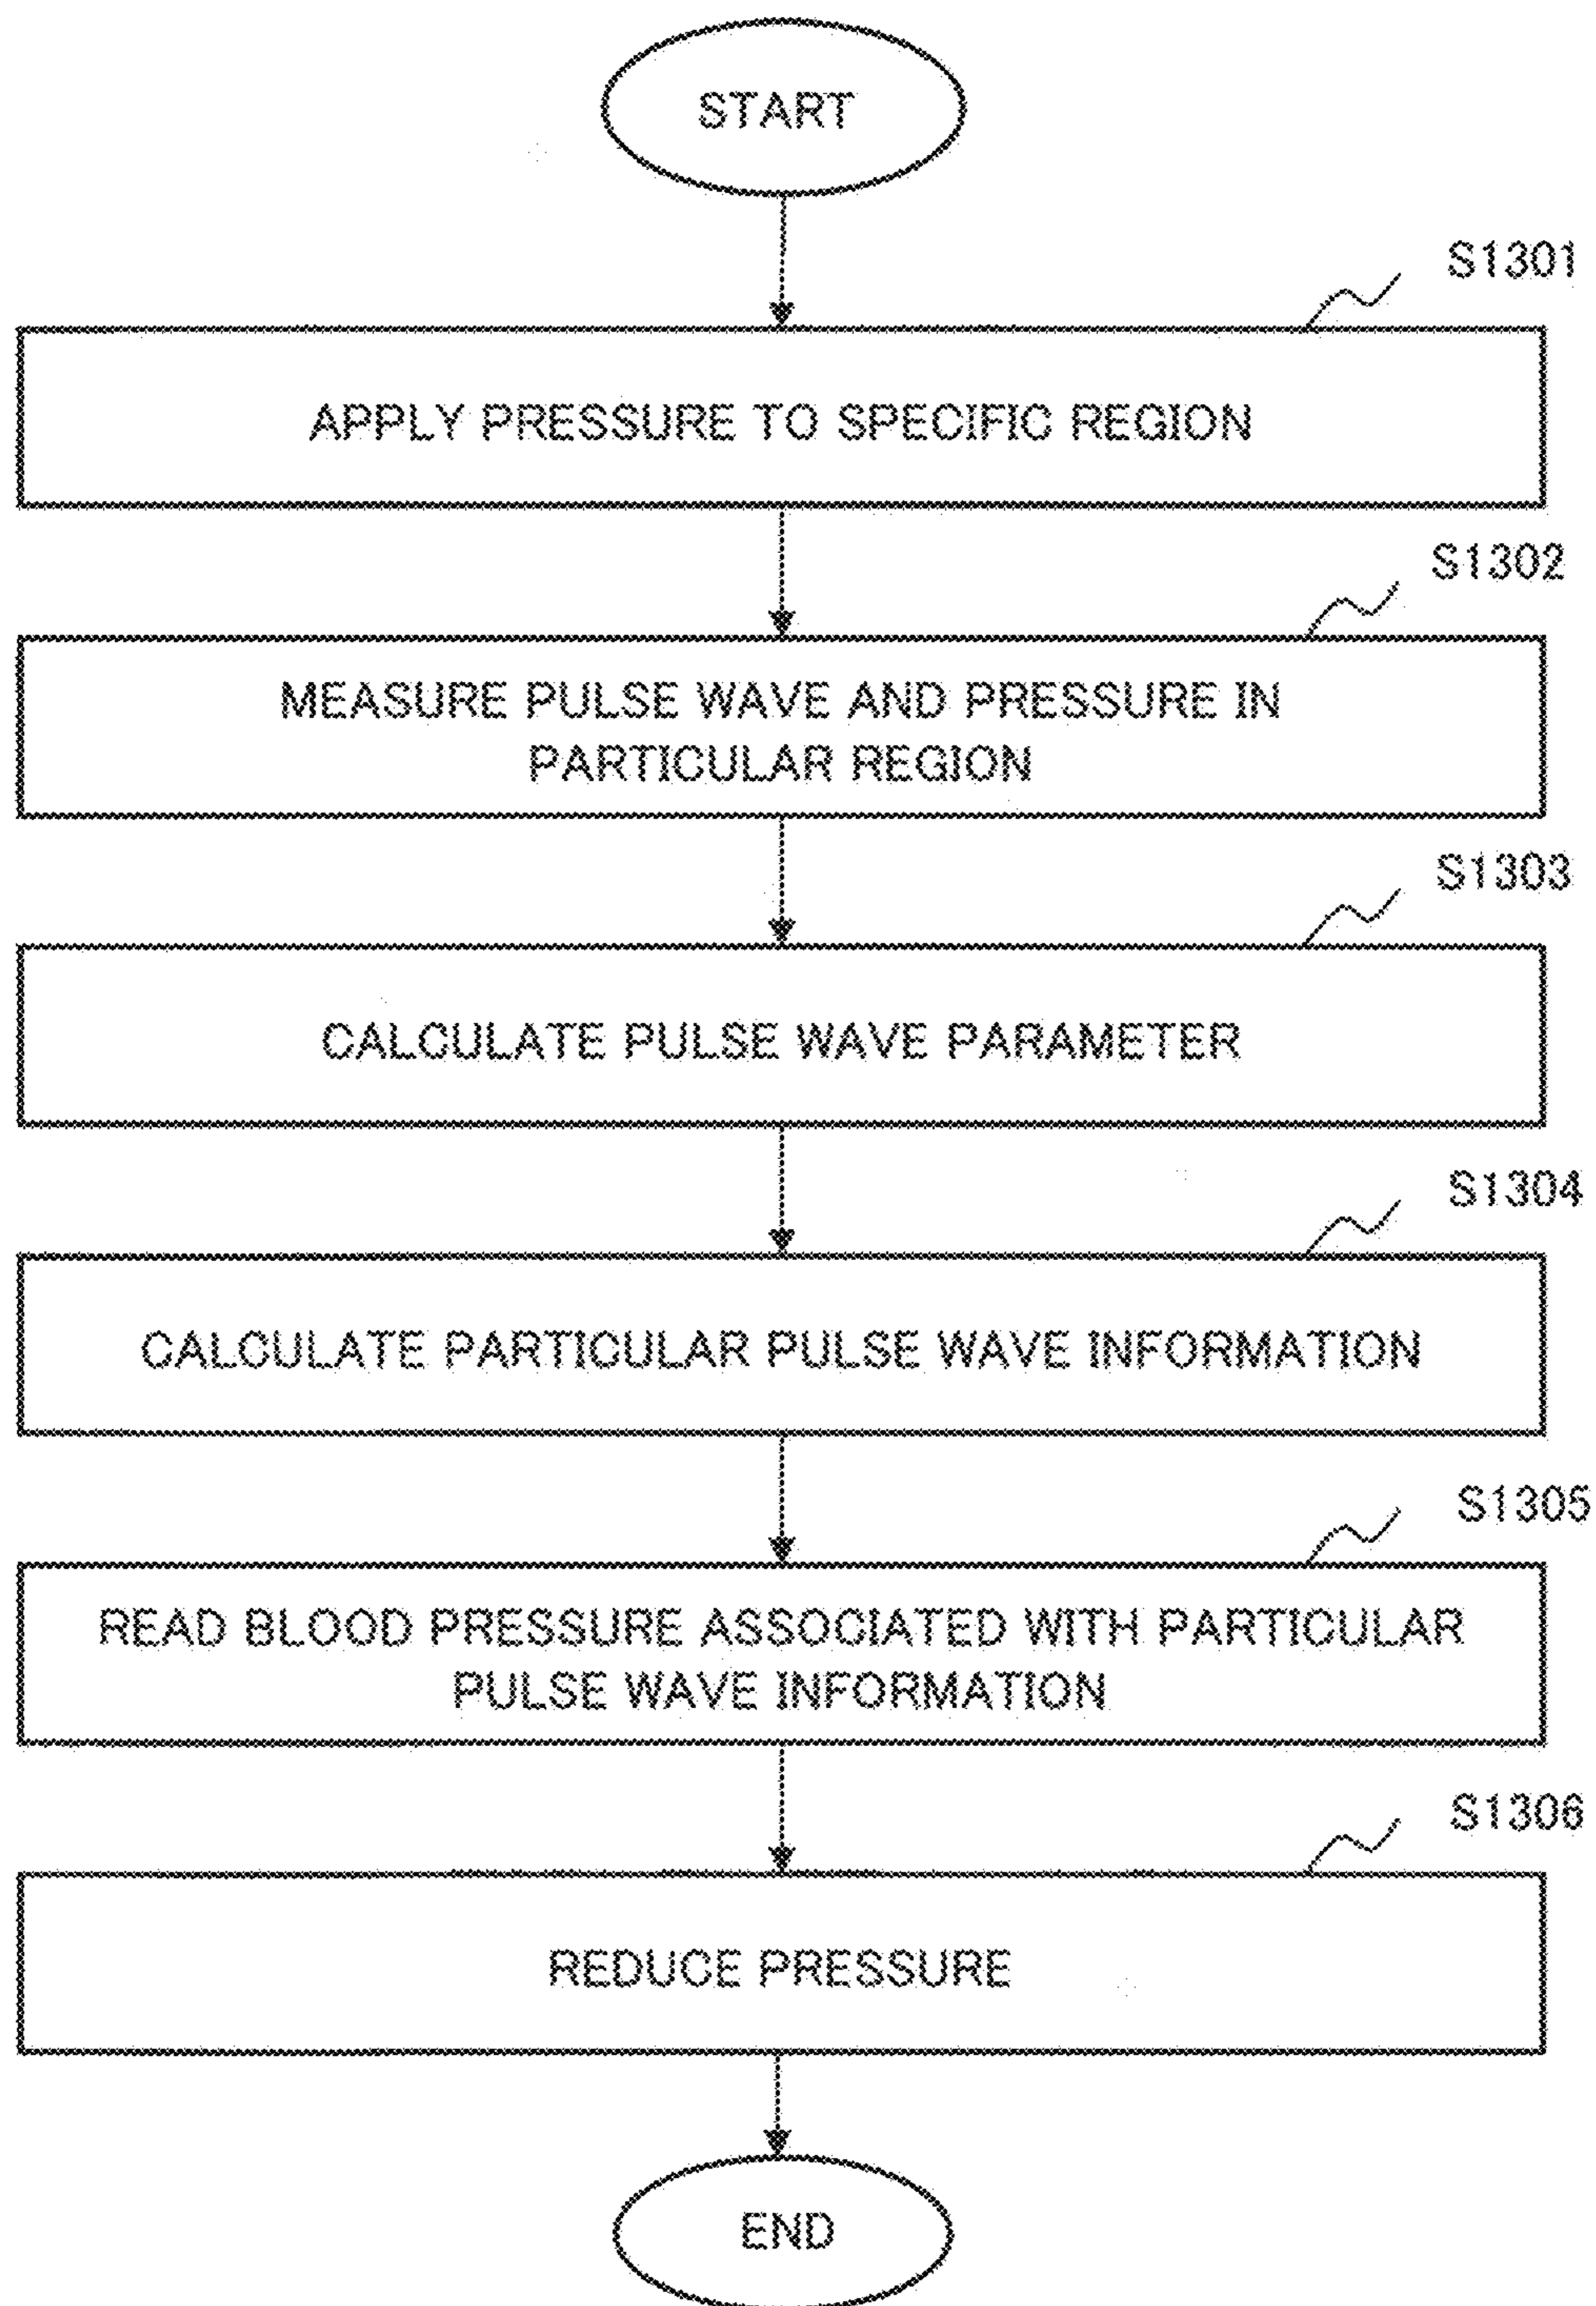 START
S1301
APPLY PRESSURE TO SPECIFIC REGION
S1302
MEASURE PULSE WAVE AND PRESSURE IN
PARTICULAR REGION
S1303
CALCULATE PULSE WAVE PARAMETER
S1304
CALCULATE PARTICULAR PULSE WAVE INFORMATION
S1305
READ BLOOD PRESSURE ASSOCIATED WITH PARTICULAR
PULSE WAVE INFORMATION
S1306
REDUCE PRESSURE
END